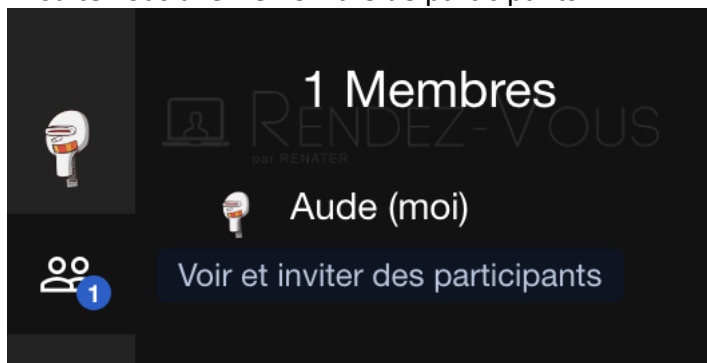 1 Membres
RENDEZ-VOUS
par RENATER
Aude (moi)
1
Voir et inviter des participants